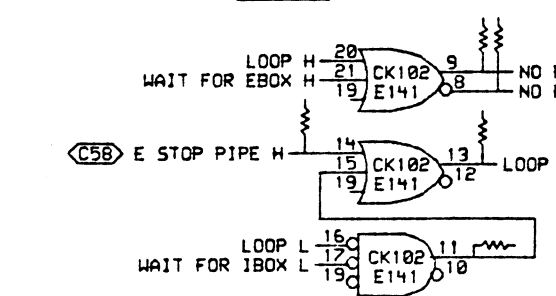 LOOP H 20 9 NO
WAIT FOR EBOX H 21 CK102 8 NO
19 E141
C58 E STOP PIPE H 14 13 LOOP
15 CK102 12
19 E141
LOOP L 16 11
WAIT FOR IBOX L 17 CK102 10
19 E141